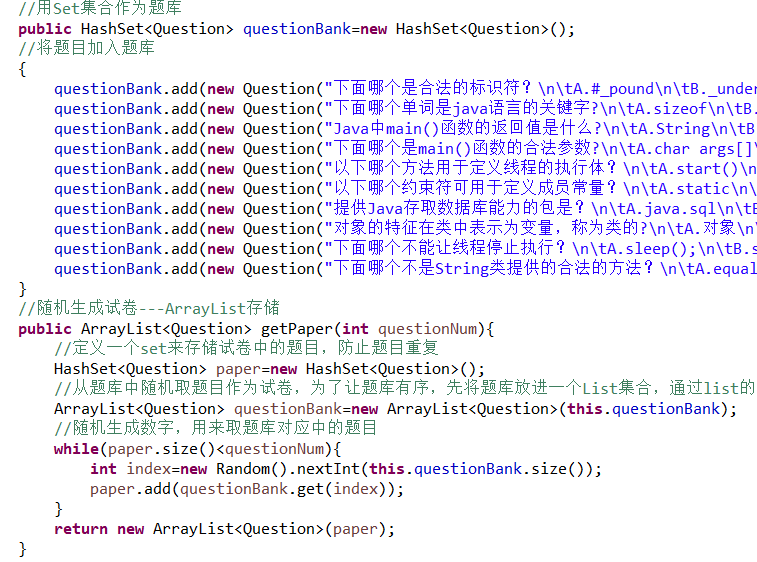 //用Set集合作为题库
public HashSet<Question> questionBank=new HashSet<Question>();
//将题目加入题库
{
questionBank.add(new Question("下面哪个是合法的标识符？\n\tA.#_pound\n\tB._under
questionBank.add(new Question("下面哪个单词是java语言的关键字?\n\tA.sizeof\n\tB.
questionBank.add(new Question("Java中main()函数的返回值是什么?\n\tA.String\n\tB
questionBank.add(new Question("下面哪个是main()函数的合法参数?\n\tA.char args[]\
questionBank.add(new Question("以下哪个方法用于定义线程的执行体？\n\tA.start()\n
questionBank.add(new Question("以下哪个约束符可用于定义成员常量？\n\tA.static\n\
questionBank.add(new Question("提供Java存取数据库能力的包是？\n\tA.java.sql\n\tB
questionBank.add(new Question("对象的特征在类中表示为变量，称为类的?\n\tA.对象\n\
questionBank.add(new Question("下面哪个不能让线程停止执行？\n\tA.sleep();\n\tB.s
questionBank.add(new Question("下面哪个不是String类提供的合法的方法？\n\tA.equal
}
//随机生成试卷---ArrayList存储
public ArrayList<Question> getPaper(int questionNum){
//定义一个set来存储试卷中的题目，防止题目重复
HashSet<Question> paper=new HashSet<Question>();
//从题库中随机取题目作为试卷，为了让题库有序，先将题库放进一个List集合，通过list的
ArrayList<Question> questionBank=new ArrayList<Question>(this.questionBank);
//随机生成数字，用来取题库对应中的题目
while(paper.size()<questionNum){
int index=new Random().nextInt(this.questionBank.size());
paper.add(questionBank.get(index));
}
return new ArrayList<Question>(paper);
}